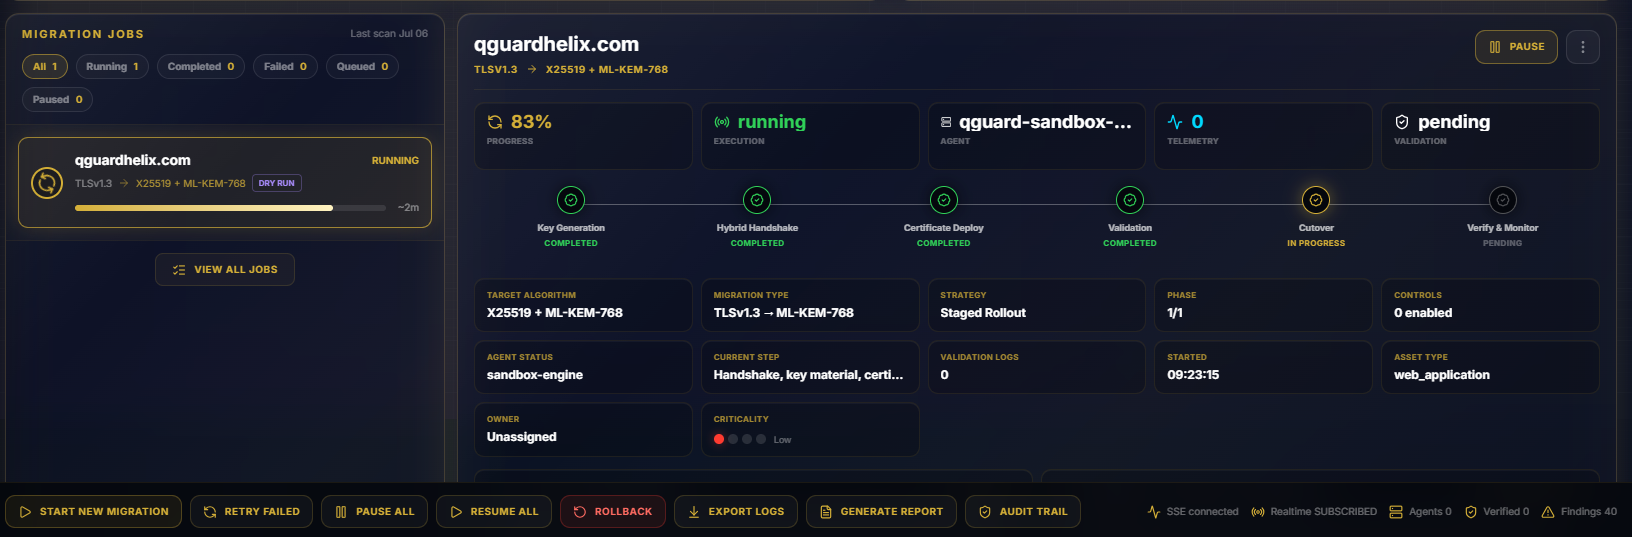 MIGRATION JOBS
Last scan Jul 06
All 1
Running 1
Completed 0
Failed 0
Queued 0
Paused 0
qguardhelix.com
RUNNING
TLSv1.3 → X25519 + ML-KEM-768 DRY RUN
~2m
VIEW ALL JOBS
qguardhelix.com
TLSV1.3 → X25519 + ML-KEM-768
PAUSE
83%
PROGRESS
running
EXECUTION
qguard-sandbox-...
AGENT
0
TELEMETRY
pending
VALIDATION
Key Generation
COMPLETED
Hybrid Handshake
COMPLETED
Certificate Deploy
COMPLETED
Validation
COMPLETED
Cutover
IN PROGRESS
Verify & Monitor
PENDING
TARGET ALGORITHM
X25519 + ML-KEM-768
MIGRATION TYPE
TLSv1.3 → ML-KEM-768
STRATEGY
Staged Rollout
PHASE
1/1
CONTROLS
0 enabled
AGENT STATUS
sandbox-engine
CURRENT STEP
Handshake, key material, certi...
VALIDATION LOGS
0
STARTED
09:23:15
ASSET TYPE
web_application
OWNER
Unassigned
CRITICALITY
Low
START NEW MIGRATION
RETRY FAILED
PAUSE ALL
RESUME ALL
ROLLBACK
EXPORT LOGS
GENERATE REPORT
AUDIT TRAIL
SSE connected
Realtime SUBSCRIBED
Agents 0
Verified 0
Findings 40